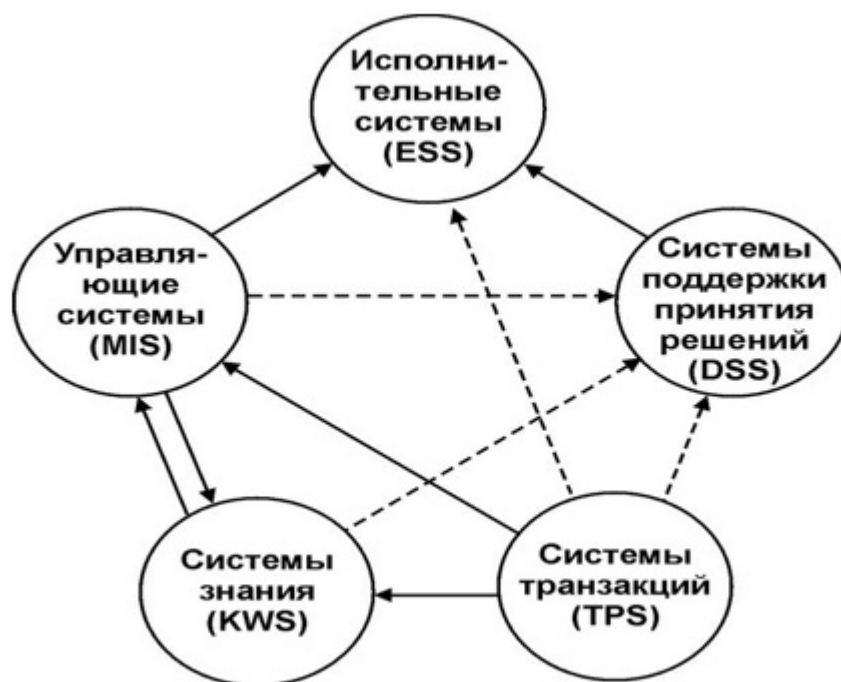 Исполни-
тельные
системы
(ESS)
Управля-
ющие
системы
(MIS)
Системы
поддержки
принятия
решений
(DSS)
Системы
знания
(KWS)
Системы
транзакций
(TPS)